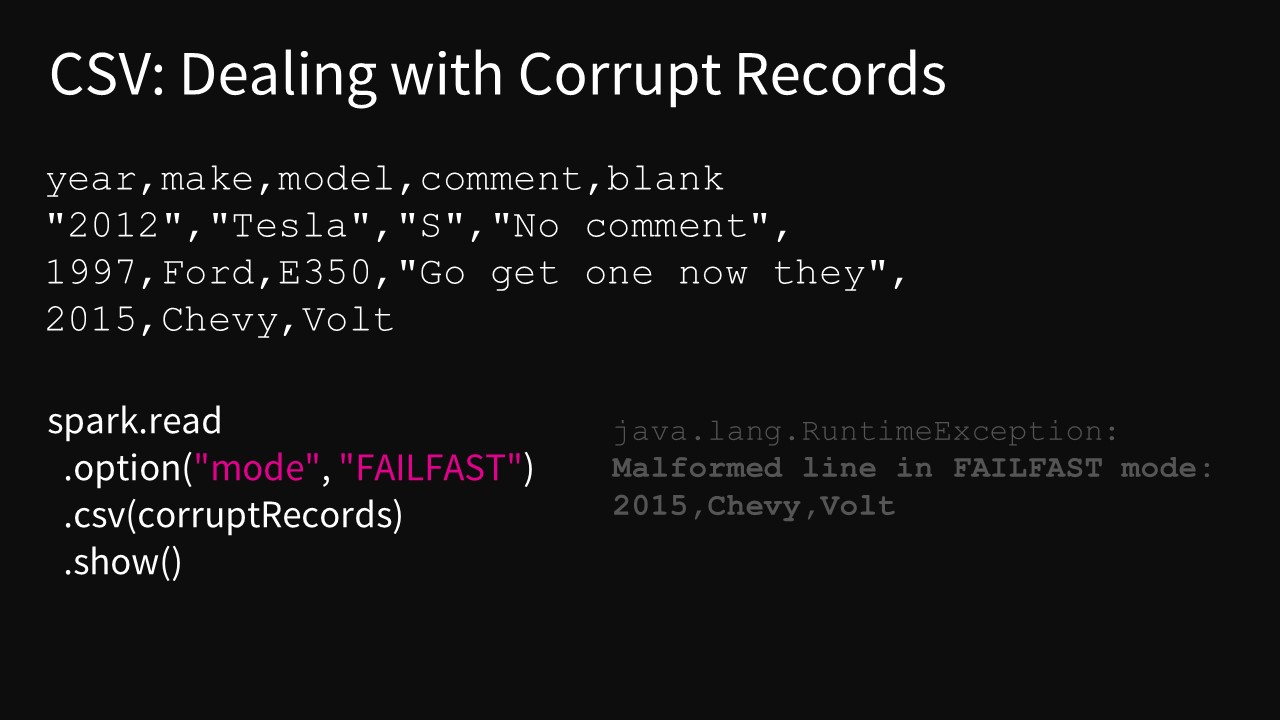 CSV: Dealing with Corrupt Records
year,make,model,comment,blank
"2012","Tesla","S","No comment",
1997,Ford,E350,"Go get one now they",
2015,Chevy,Volt
spark.read
.option("mode", "FAILFAST")
.csv(corruptRecords)
.show()
java.lang.RuntimeException:
Malformed line in FAILFAST mode:
2015,Chevy,Volt